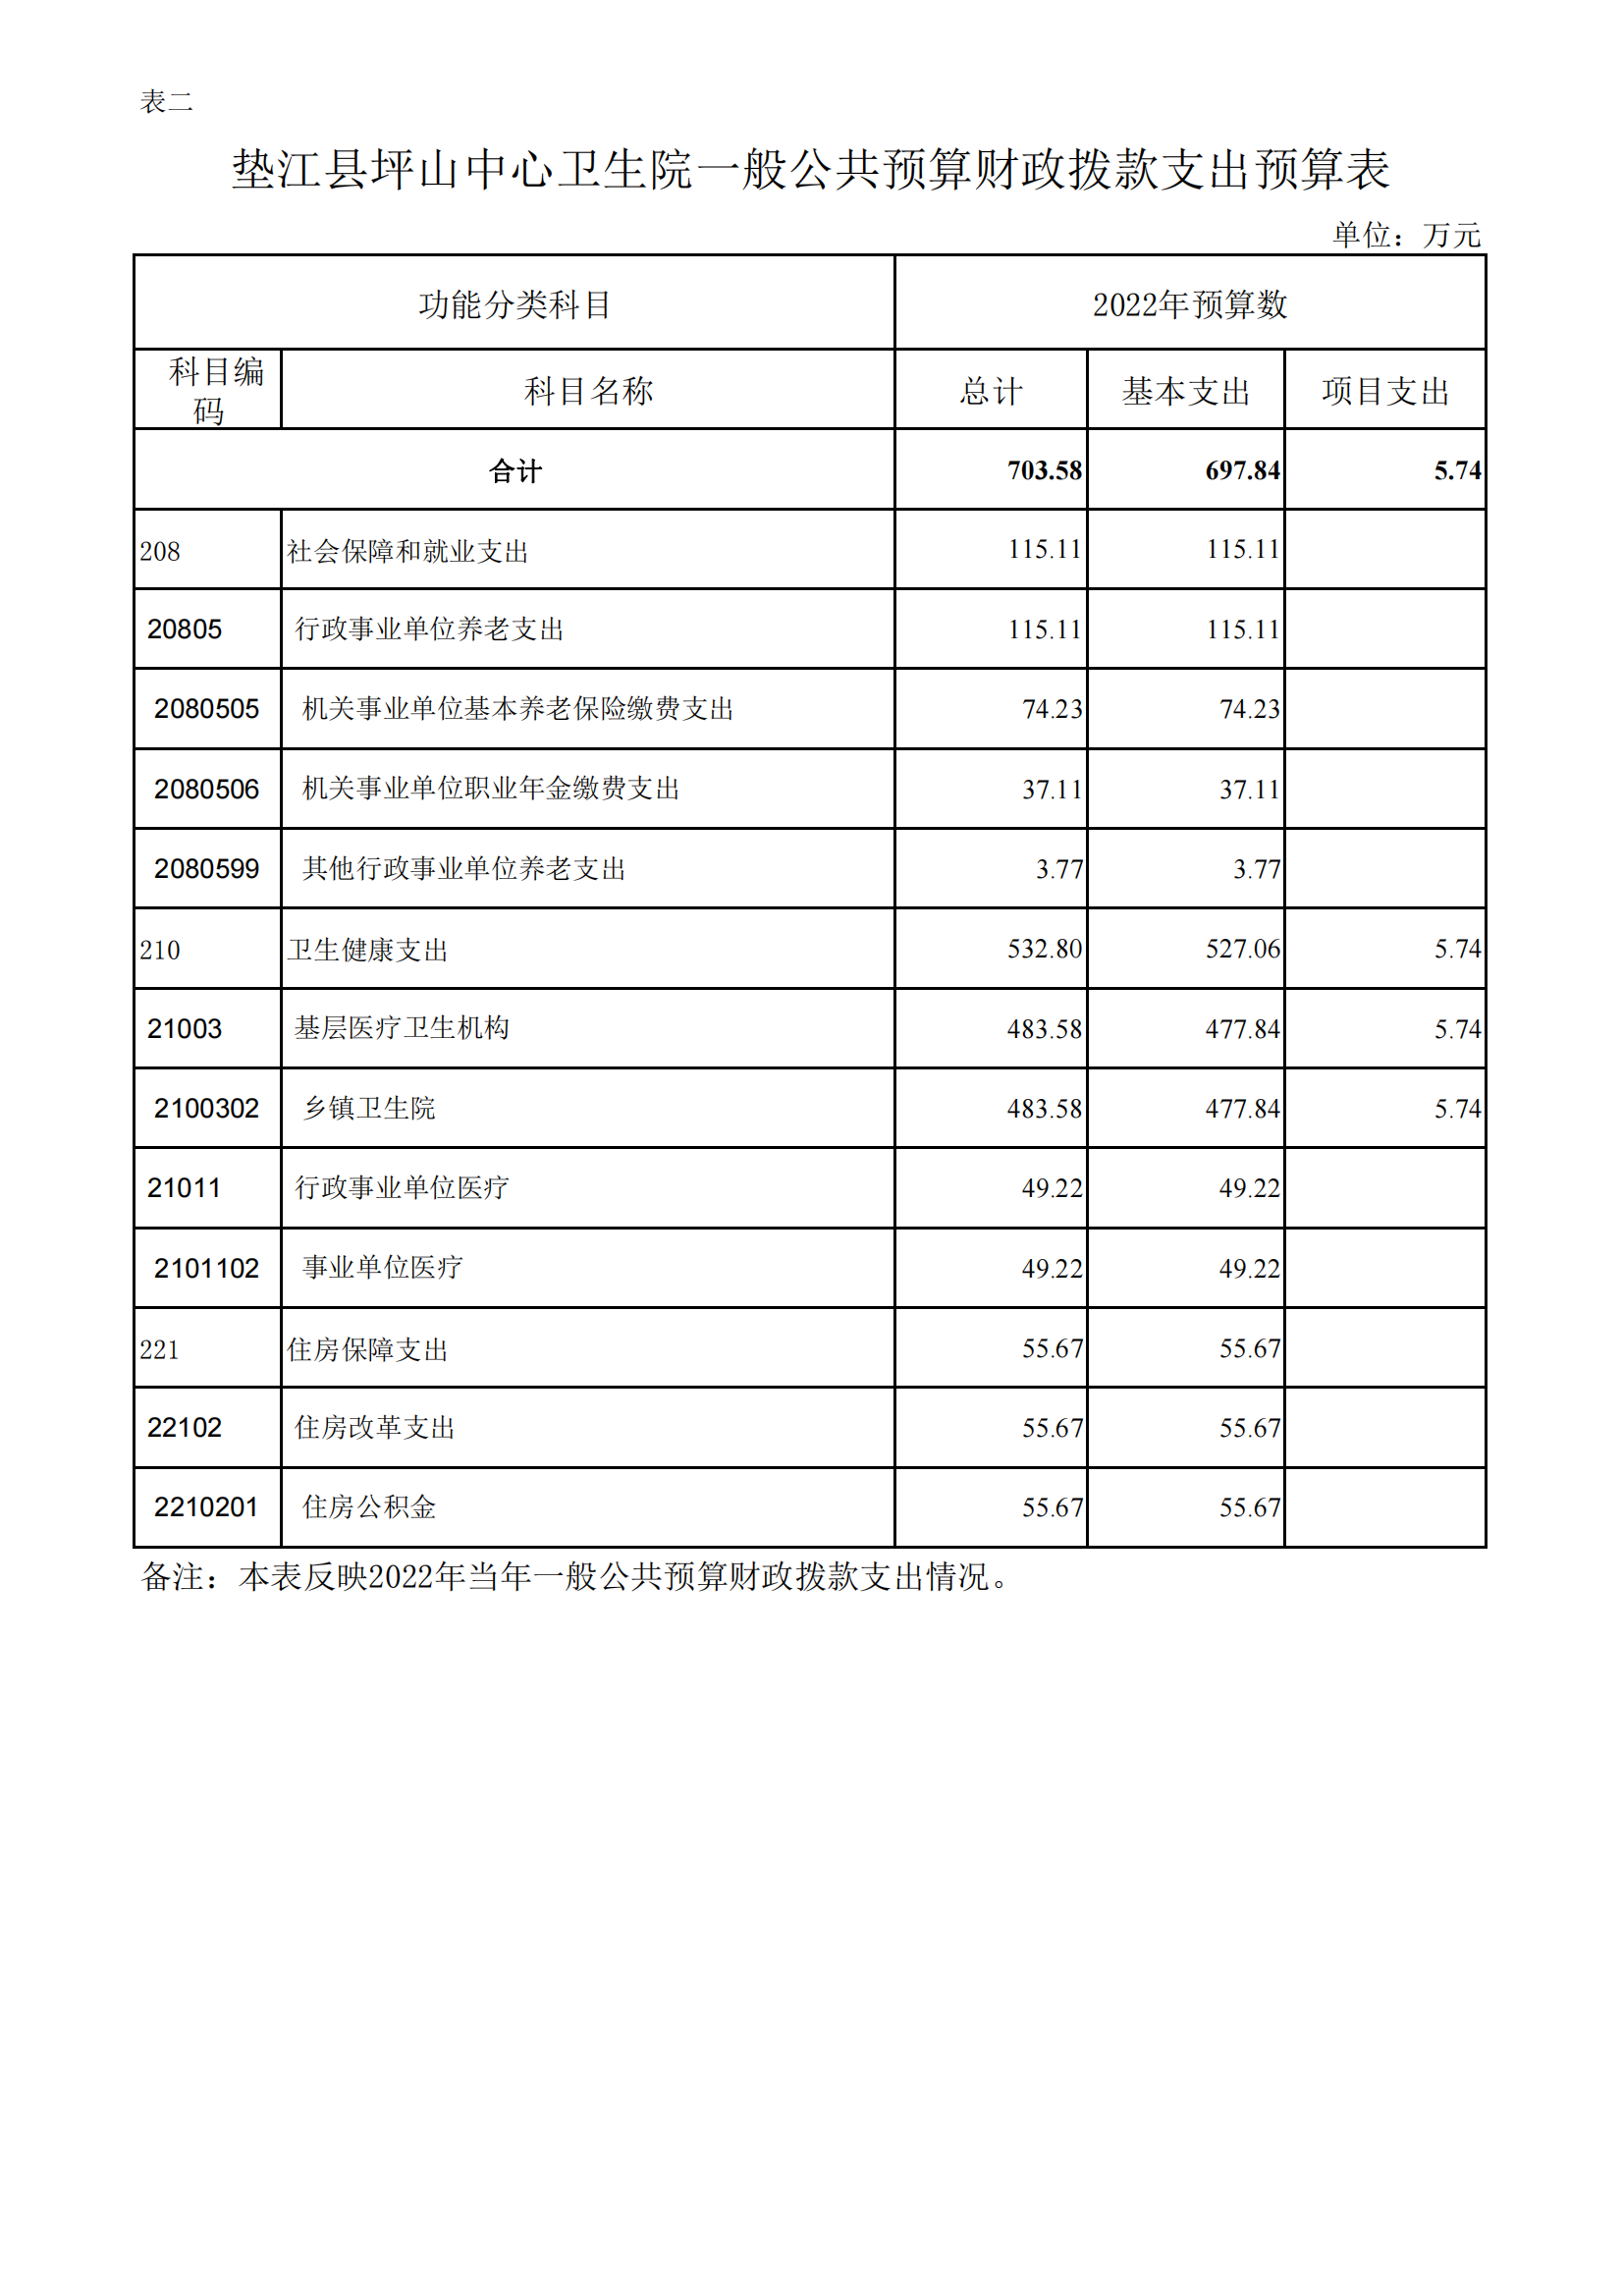 表二
垫江县坪山中心卫生院一般公共预算财政拨款支出预算表
单位：万元
功能分类科目 2022年预算数
科目编码 科目名称 总计 基本支出 项目支出
合计 703.58 697.84 5.74
208 社会保障和就业支出 115.11 115.11
20805 行政事业单位养老支出 115.11 115.11
2080505 机关事业单位基本养老保险缴费支出 74.23 74.23
2080506 机关事业单位职业年金缴费支出 37.11 37.11
2080599 其他行政事业单位养老支出 3.77 3.77
210 卫生健康支出 532.80 527.06 5.74
21003 基层医疗卫生机构 483.58 477.84 5.74
2100302 乡镇卫生院 483.58 477.84 5.74
21011 行政事业单位医疗 49.22 49.22
2101102 事业单位医疗 49.22 49.22
221 住房保障支出 55.67 55.67
22102 住房改革支出 55.67 55.67
2210201 住房公积金 55.67 55.67
备注：本表反映2022年当年一般公共预算财政拨款支出情况。